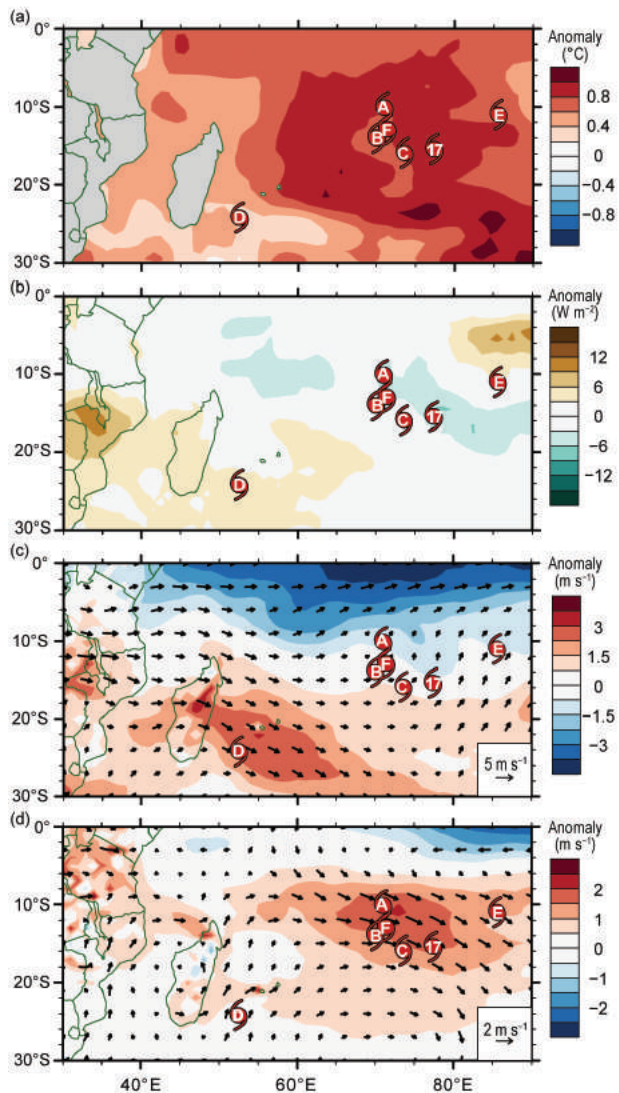 (a)
0°
10°S
20°S
30°S
A
B
F
C
17
E
D
Anomaly
(°C)
0.8
0.4
0
−0.4
−0.8
(b)
0°
10°S
20°S
30°S
A
B
F
C
17
E
D
Anomaly
(W m⁻²)
12
6
0
−6
−12
(c)
0°
10°S
20°S
30°S
A
B
F
C
17
E
D
5 m s⁻¹
Anomaly
(m s⁻¹)
3
1.5
0
−1.5
−3
(d)
0°
10°S
20°S
30°S
A
B
F
C
17
E
D
2 m s⁻¹
Anomaly
(m s⁻¹)
2
1
0
−1
−2
40°E
60°E
80°E